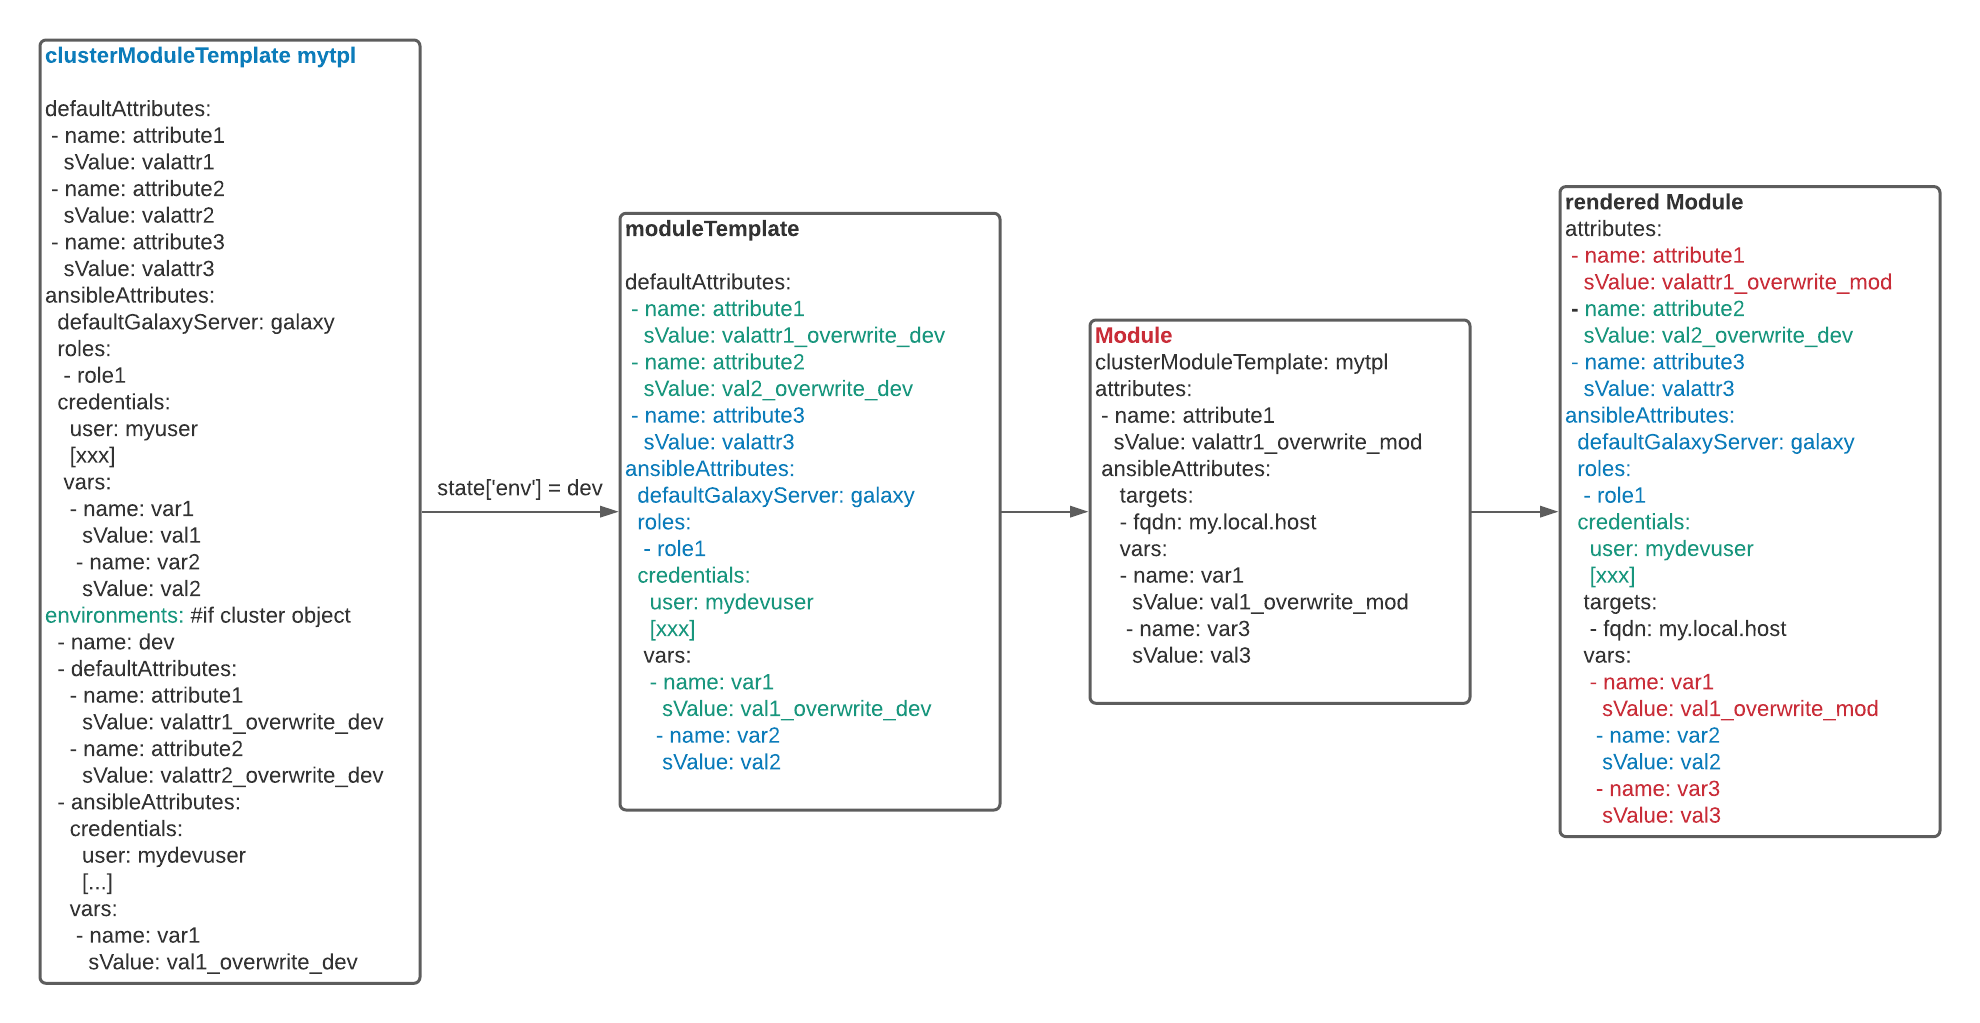 clusterModuleTemplate mytpl
defaultAttributes:
- name: attribute1
sValue: valattr1
- name: attribute2
sValue: valattr2
- name: attribute3
sValue: valattr3
ansibleAttributes:
defaultGalaxyServer: galaxy
roles:
- role1
credentials:
user: myuser
[xxx]
vars:
- name: var1
sValue: val1
- name: var2
sValue: val2
environments: #if cluster object
- name: dev
- defaultAttributes:
- name: attribute1
sValue: valattr1_overwrite_dev
- name: attribute2
sValue: valattr2_overwrite_dev
- ansibleAttributes:
credentials:
user: mydevuser
[...]
vars:
- name: var1
sValue: val1_overwrite_dev
state['env'] = dev
moduleTemplate
defaultAttributes:
- name: attribute1
sValue: valattr1_overwrite_dev
- name: attribute2
sValue: val2_overwrite_dev
- name: attribute3
sValue: valattr3
ansibleAttributes:
defaultGalaxyServer: galaxy
roles:
- role1
credentials:
user: mydevuser
[xxx]
vars:
- name: var1
sValue: val1_overwrite_dev
- name: var2
sValue: val2
Module
clusterModuleTemplate: mytpl
attributes:
- name: attribute1
sValue: valattr1_overwrite_mod
ansibleAttributes:
targets:
- fqdn: my.local.host
vars:
- name: var1
sValue: val1_overwrite_mod
- name: var3
sValue: val3
rendered Module
attributes:
- name: attribute1
sValue: valattr1_overwrite_mod
- name: attribute2
sValue: val2_overwrite_dev
- name: attribute3
sValue: valattr3
ansibleAttributes:
defaultGalaxyServer: galaxy
roles:
- role1
credentials:
user: mydevuser
[xxx]
targets:
- fqdn: my.local.host
vars:
- name: var1
sValue: val1_overwrite_mod
- name: var2
sValue: val2
- name: var3
sValue: val3